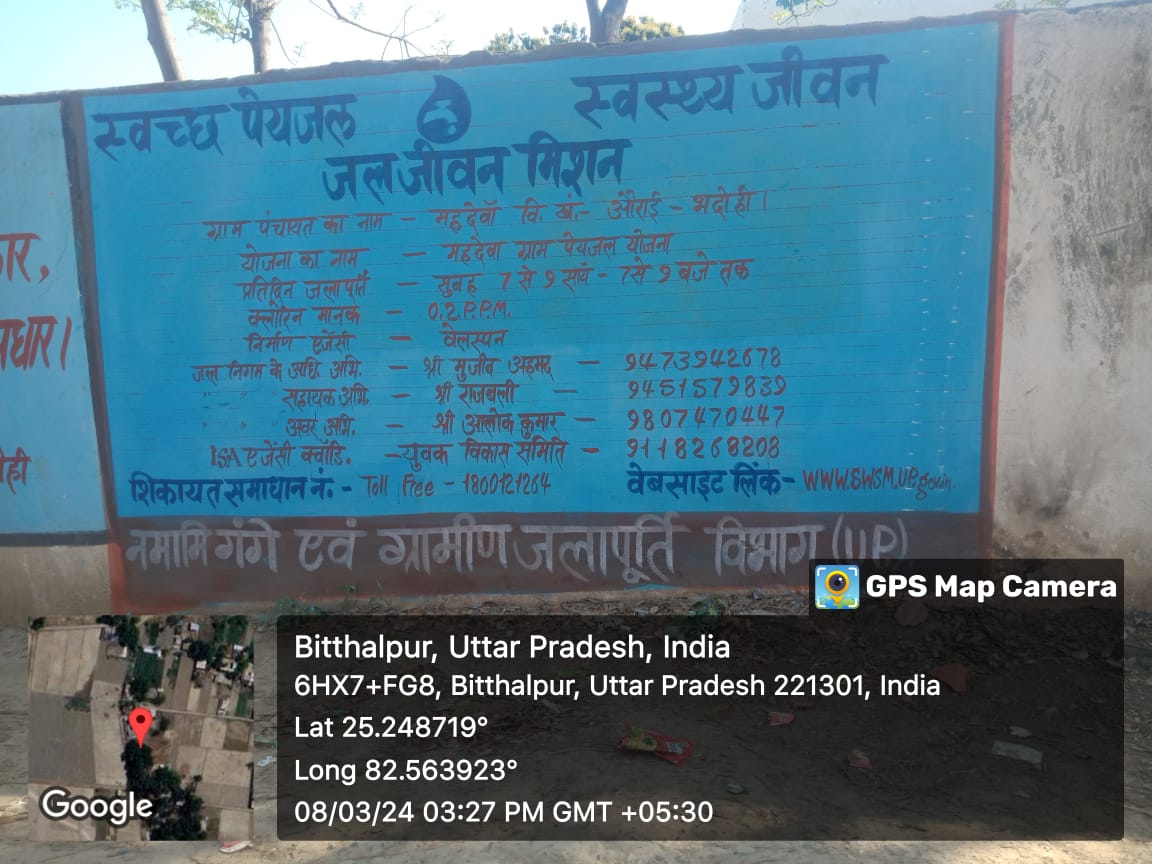 स्वच्छ पेयजल स्वस्थ्य जीवन
जल जीवन मिशन
ग्राम पंचायत का नाम – महदेवाँ वि. खं.- औराई - भदोही।
योजना का नाम – महदेवा ग्राम पेयजल योजना
प्रतिदिन जलापूर्ति – सुबह 7 से 9 सायं - 7 से 9 बजे तक
क्लोरिन मानक – 0.2.P.P.M.
निर्माण एजेंसी – वेलस्पन
जल निगम के अधि. अभि. – श्री मुजीब अहमद – 9473942678
" " " सहायक अभि. – श्री राजबली – 9451579839
" " " अवर अभि. – श्री आलोक कुमार – 9807470447
ISA एजेंसी क्वॉडि. – युवक विकास समिति – 9118268208
शिकायत समाधान नं. - Toll Free - 1800121264 वेबसाइट लिंक - WWW.SWSM.UP.gov.in.
नमामि गंगे एवं ग्रामीण जलापूर्ति विभाग (UP)
ार,
धार।
ही
GPS Map Camera
Bitthalpur, Uttar Pradesh, India
6HX7+FG8, Bitthalpur, Uttar Pradesh 221301, India
Lat 25.248719°
Long 82.563923°
08/03/24 03:27 PM GMT +05:30
Google